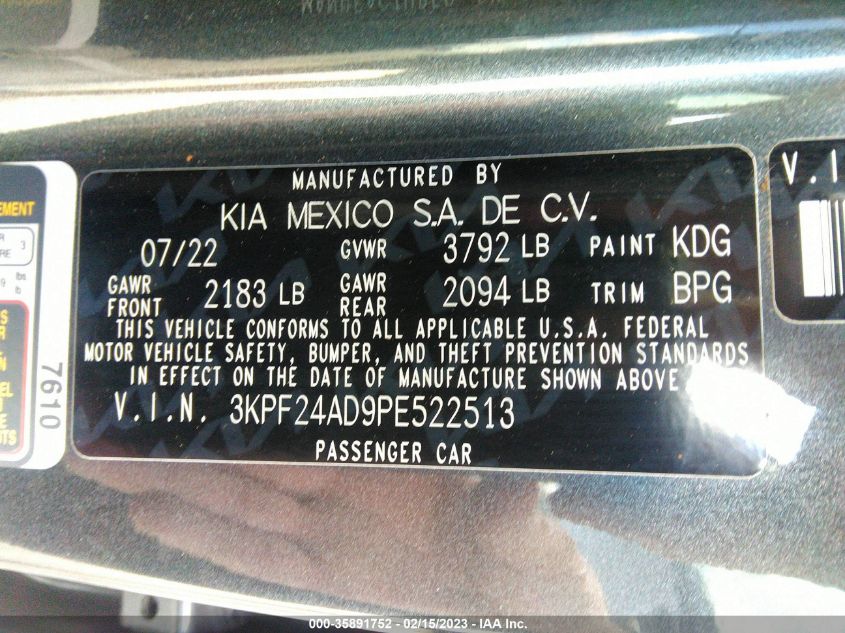 MANUFACTURED BY
KIA MEXICO S.A. DE C.V.
07/22 GVWR 3792 LB PAINT KDG
GAWR FRONT 2183 LB GAWR REAR 2094 LB TRIM BPG
THIS VEHICLE CONFORMS TO ALL APPLICABLE U.S.A. FEDERAL
MOTOR VEHICLE SAFETY, BUMPER, AND THEFT PREVENTION STANDARDS
IN EFFECT ON THE DATE OF MANUFACTURE SHOWN ABOVE
V.I.N. 3KPF24AD9PE522513
PASSENGER CAR
7610
V.I
000-35891752 - 02/15/2023 - IAA Inc.